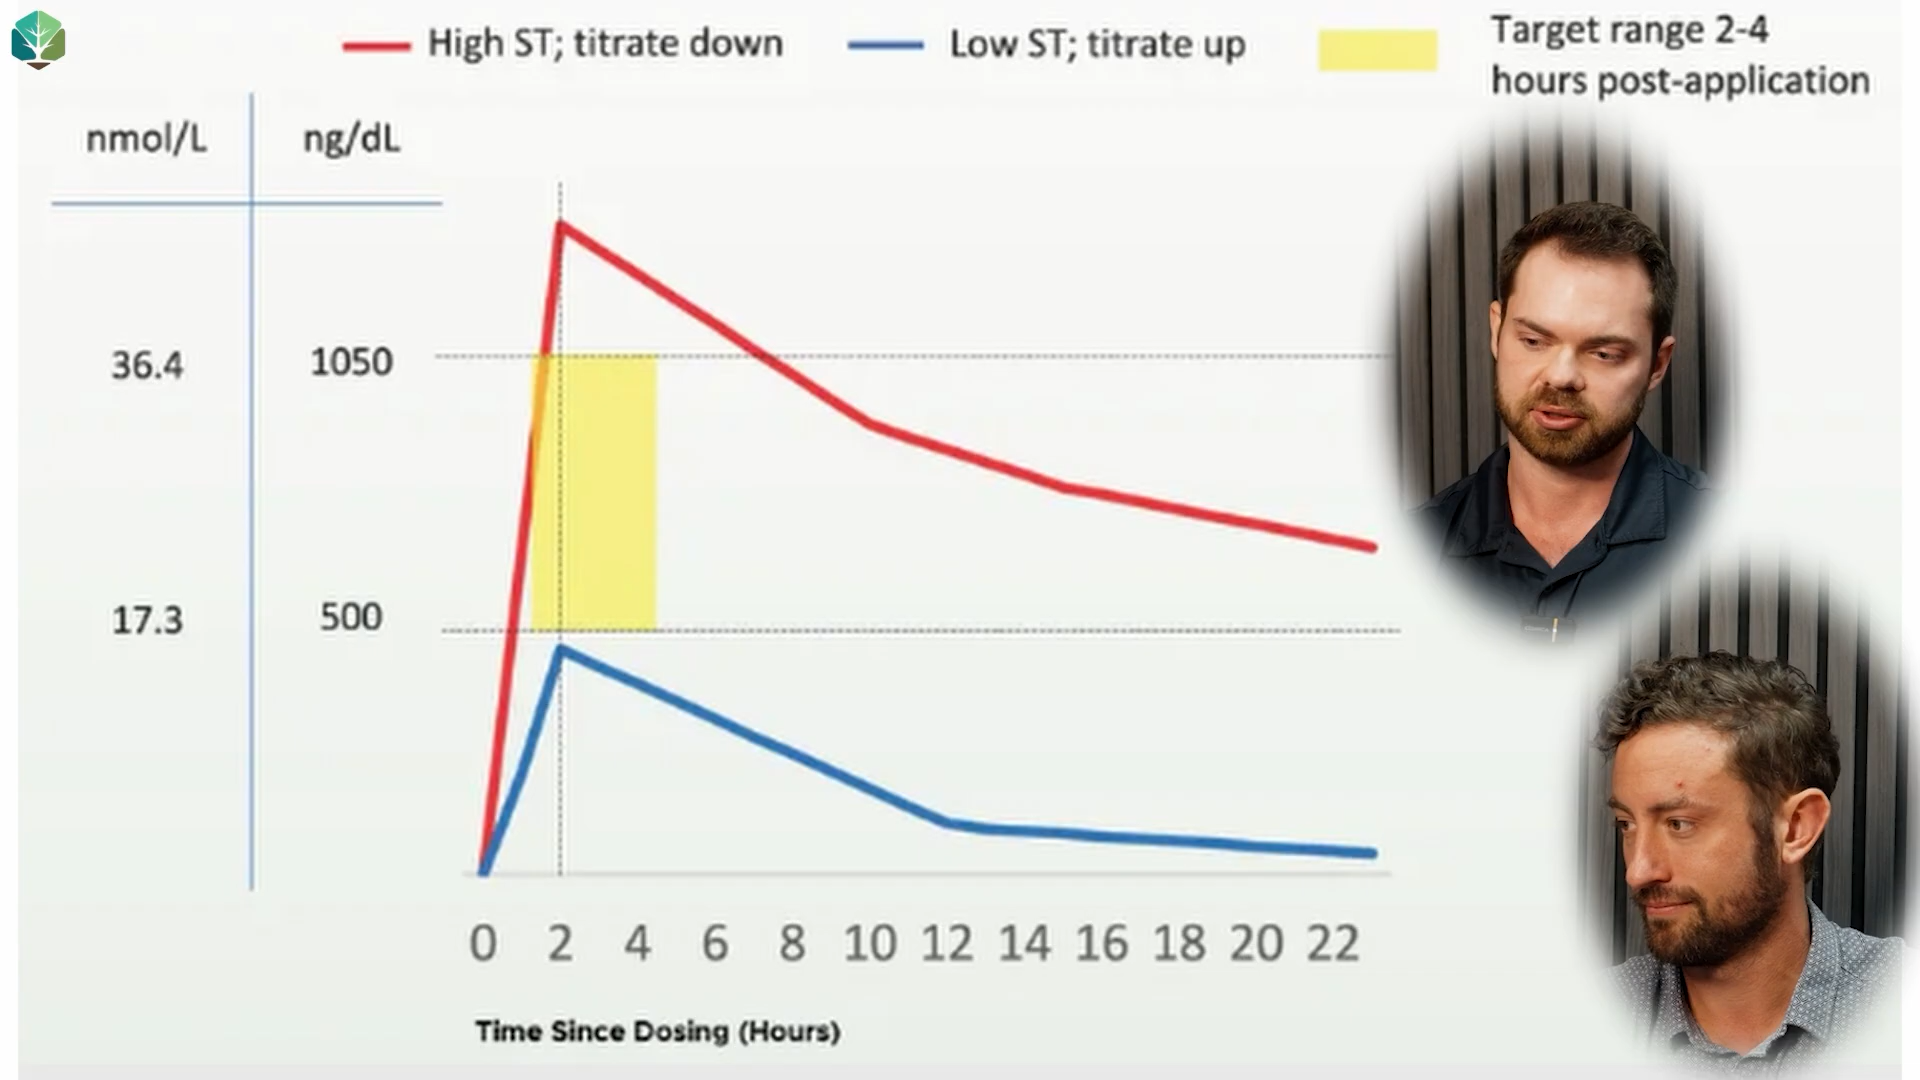 High ST; titrate down
Low ST; titrate up
Target range 2-4
hours post-application
nmol/L
ng/dL
36.4
1050
17.3
500
0 2 4 6 8 10 12 14 16 18 20 22
Time Since Dosing (Hours)